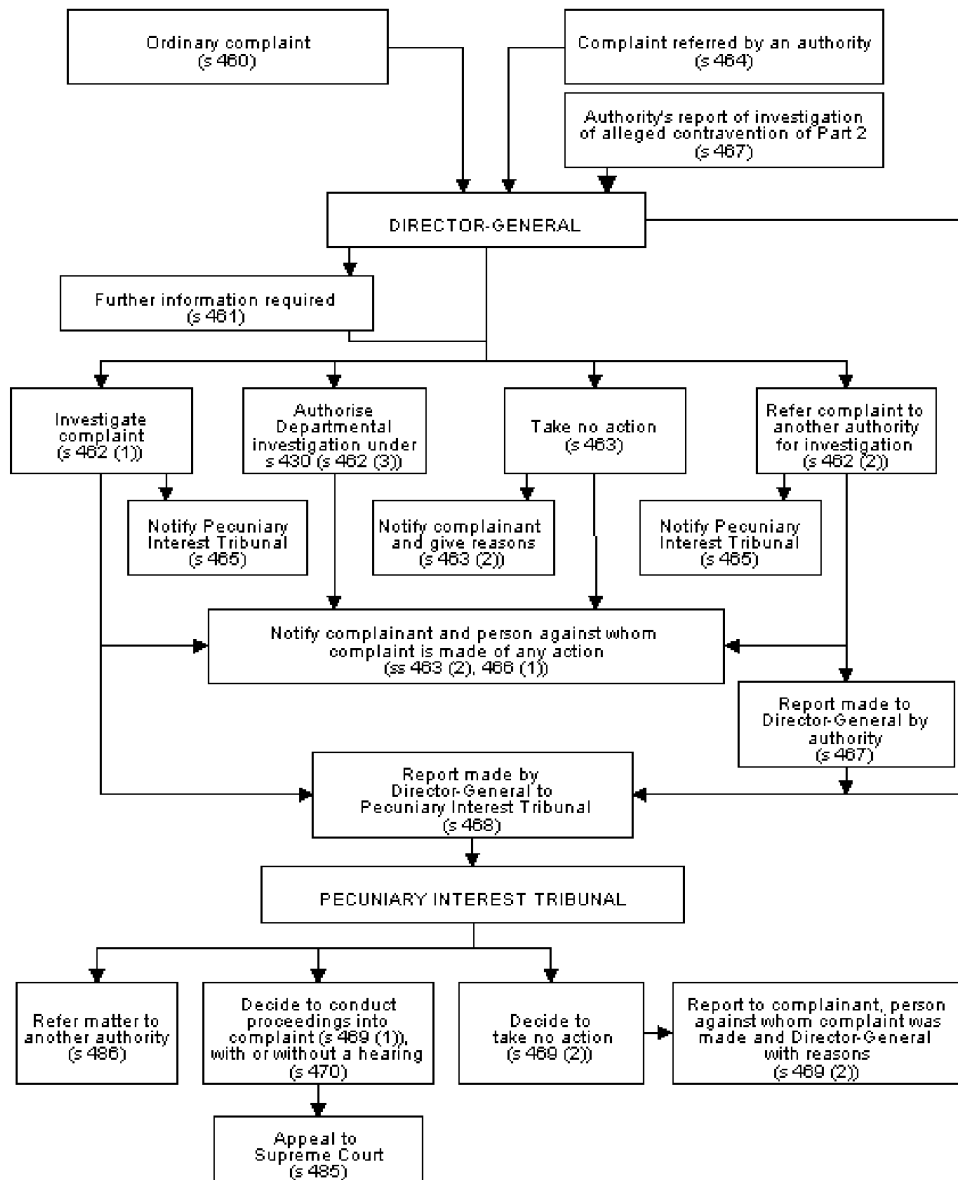 Ordinary complaint
(s 460)
Complaint referred by an authority
(s 464)
Authority's report of investigation
of alleged contravention of Part 2
(s 467)
DIRECTOR-GENERAL
Further information required
(s 461)
Investigate
complaint
(s 462 (1))
Authorise
Departmental
investigation under
s 430 (s 462 (3))
Take no action
(s 463)
Refer complaint to
another authority
for investigation
(s 462 (2))
Notify Pecuniary
Interest Tribunal
(s 465)
Notify complainant
and give reasons
(s 463 (2))
Notify Pecuniary
Interest Tribunal
(s 465)
Notify complainant and person against whom
complaint is made of any action
(ss 463 (2), 466 (1))
Report made to
Director-General by
authority
(s 467)
Report made by
Director-General to
Pecuniary Interest Tribunal
(s 468)
PECUNIARY INTEREST TRIBUNAL
Refer matter to
another authority
(s 486)
Decide to conduct
proceedings into
complaint (s 469 (1)),
with or without a hearing
(s 470)
Decide to
take no action
(s 469 (2))
Report to complainant, person
against whom complaint was
made and Director-General
with reasons
(s 469 (2))
Appeal to
Supreme Court
(s 485)